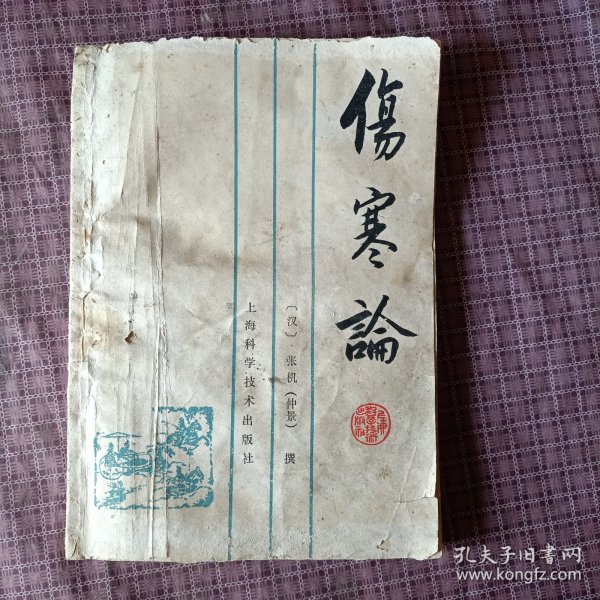 傷寒論
〔汉〕张机（仲景） 撰
上海科学技术出版社
孔夫子旧书网
www.kongfz.com